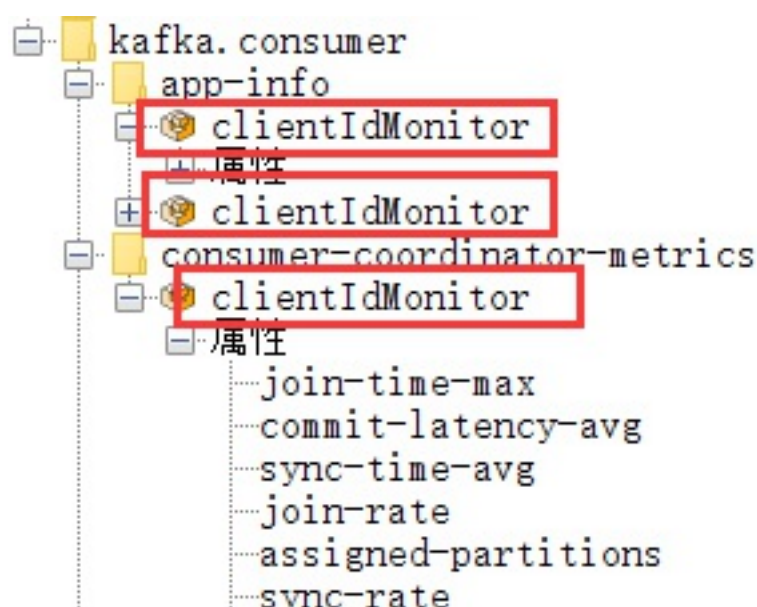 kafka.consumer
app-info
clientIdMonitor
属性
clientIdMonitor
consumer-coordinator-metrics
clientIdMonitor
属性
join-time-max
commit-latency-avg
sync-time-avg
join-rate
assigned-partitions
sync-rate